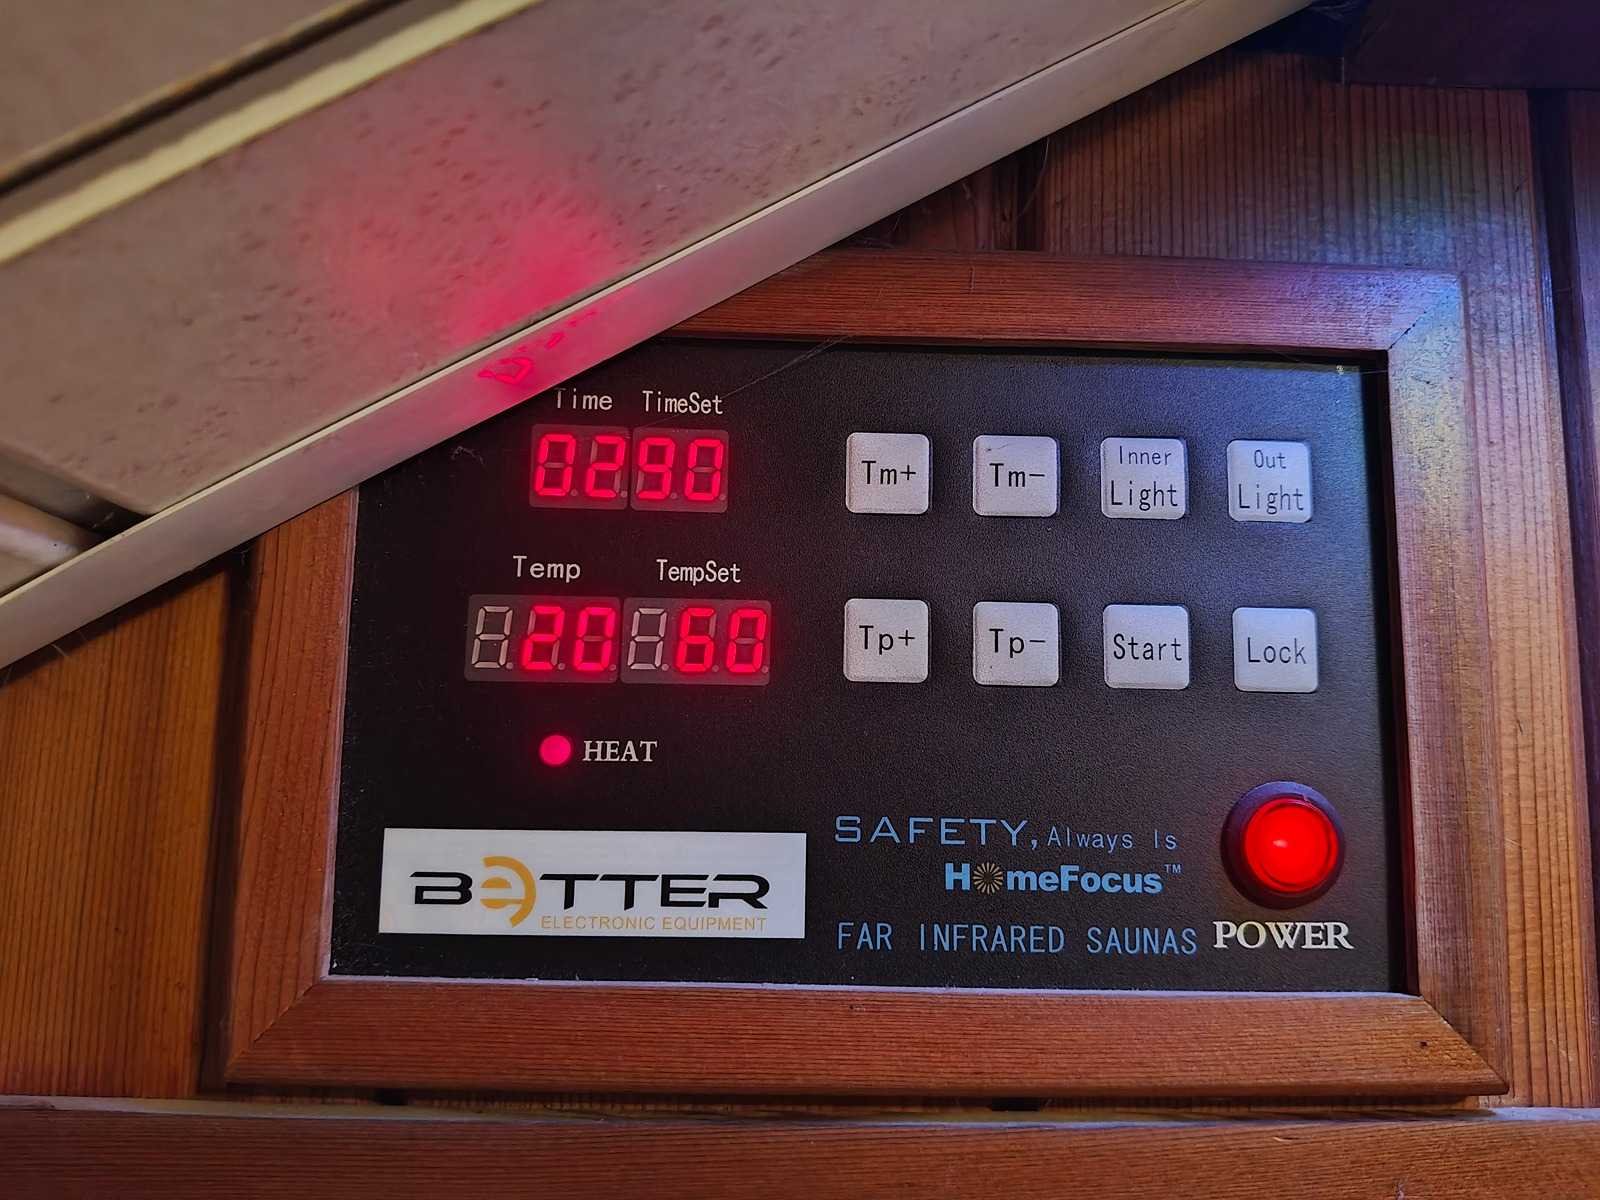 Time TimeSet
0290
Tm+ Tm- Inner Light Out Light
Temp TempSet
20 60
Tp+ Tp- Start Lock
HEAT
SAFETY, Always Is
HomeFocus™
BETTER
ELECTRONIC EQUIPMENT
FAR INFRARED SAUNAS
POWER